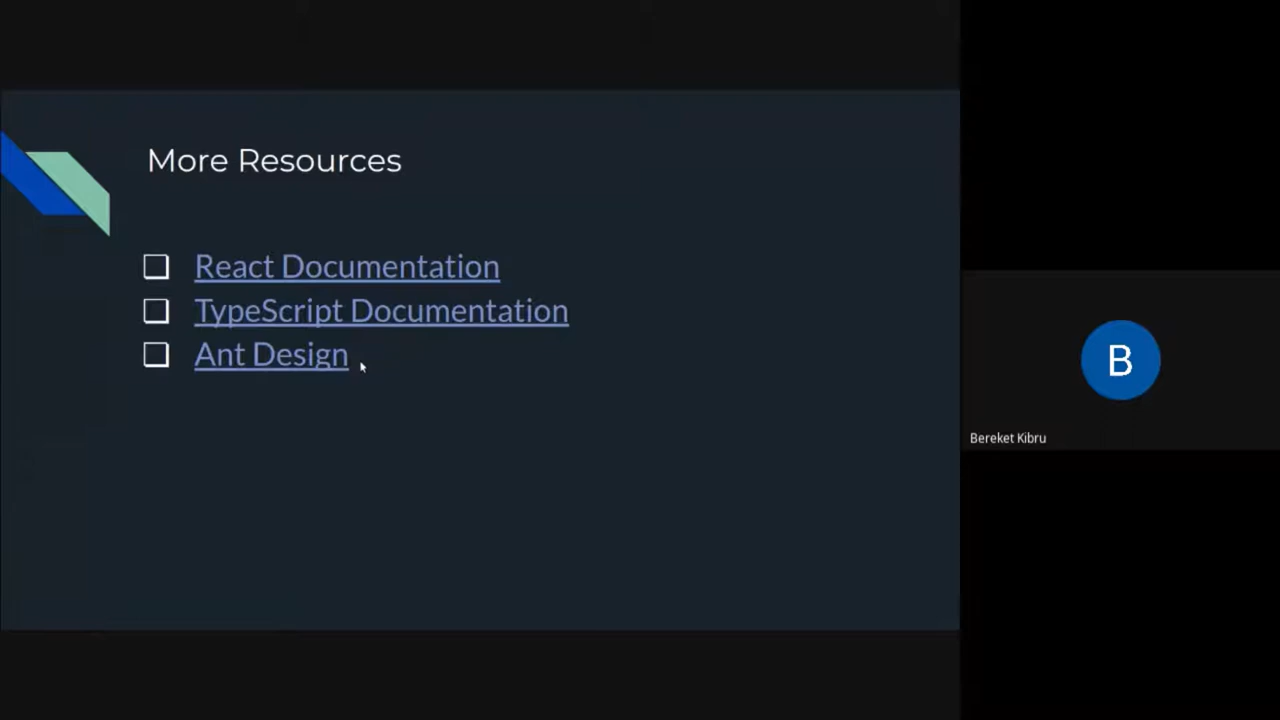 More Resources
React Documentation
TypeScript Documentation
Ant Design
B
Bereket Kibru